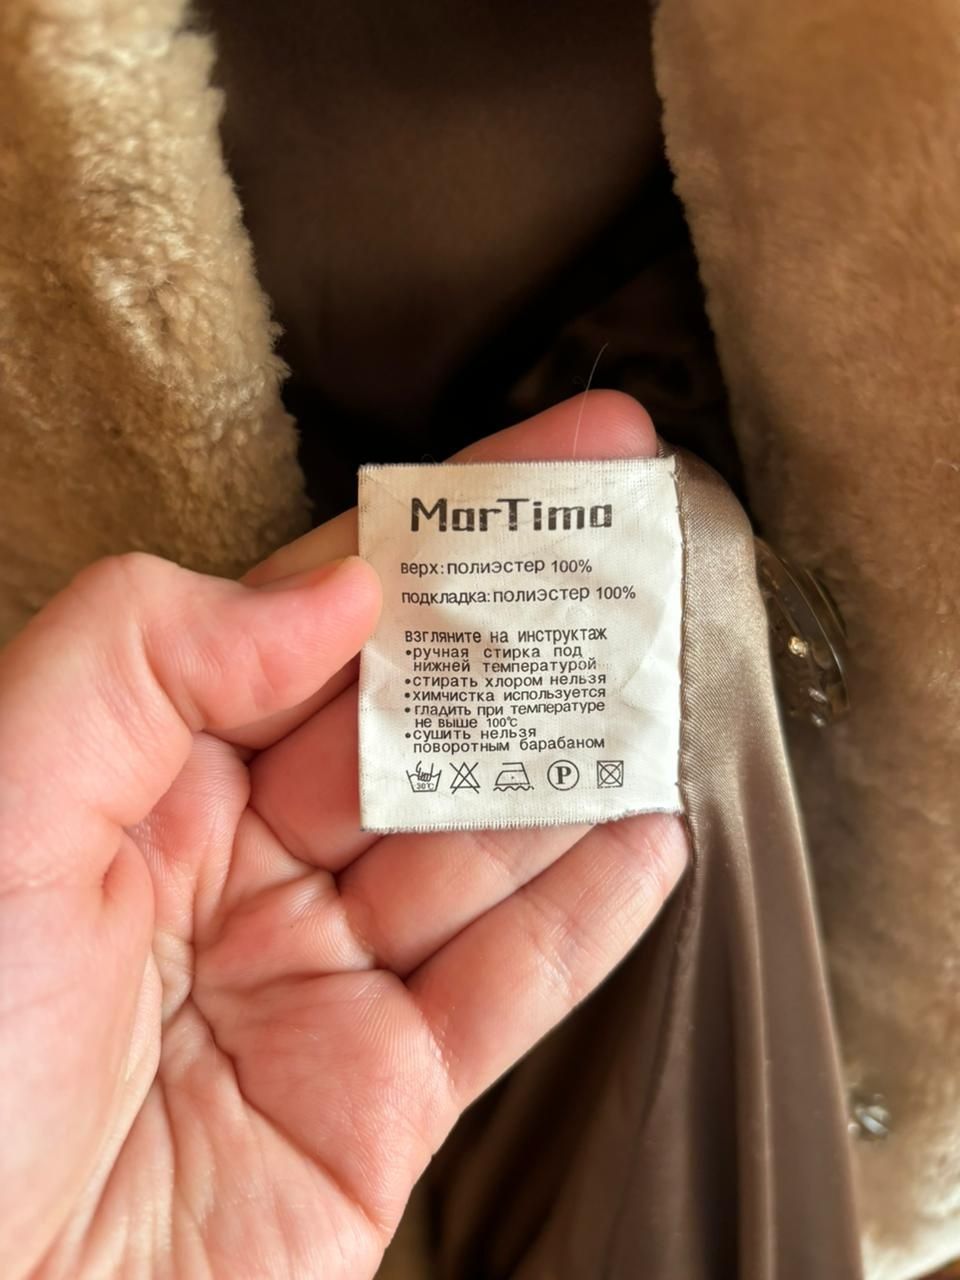 MarTima
верх:полиэстер 100%
подкладка:полиэстер 100%
взгляните на инструктаж
•ручная стирка под
нижней температурой
•стирать хлором нельзя
•химчистка используется
•гладить при температуре
не выше 100℃
•сушить нельзя
поворотным барабаном
30℃
P